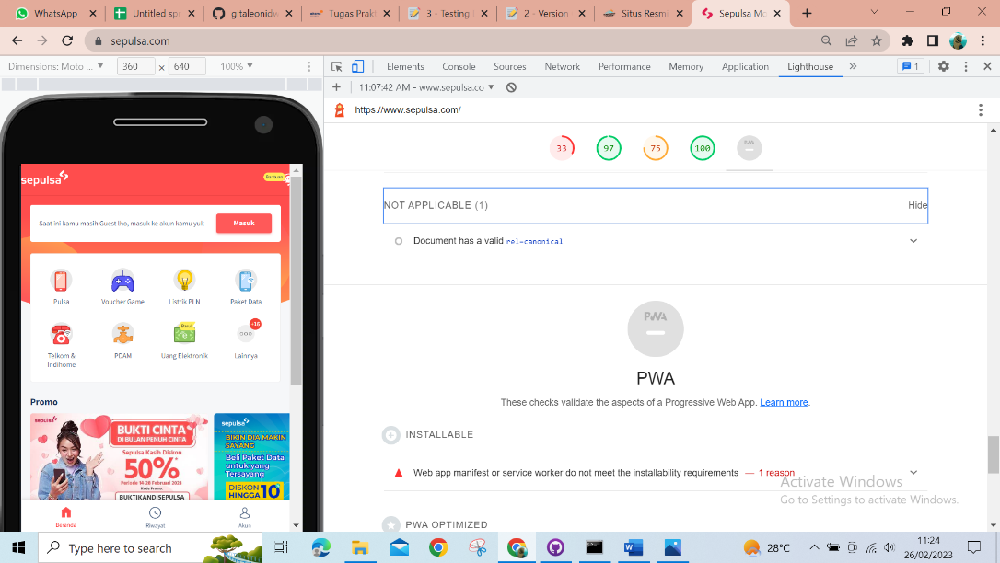 WhatsApp
Untitled sp
gitaleonidw
Tugas Prakt
3 - Testing
2 - Version
Situs Resm
Sepulsa Mo
sepulsa.com
Dimensions: Moto ...
360 x 640
100%
Elements
Console
Sources
Network
Performance
Memory
Application
Lighthouse
1
11:07:42 AM - www.sepulsa.co
https://www.sepulsa.com/
33
97
75
100
PWA
sepulsa
Bantuan
Saat ini kamu masih Guest lho, masuk ke akun kamu yuk
Masuk
Pulsa
Voucher Game
Listrik PLN
Paket Data
Baru!
+16
Telkom &
Indihome
PDAM
Uang Elektronik
Lainnya
Promo
sepulsa
BUKTI CINTA
DI BULAN PENUH CINTA
Sepulsa Kasih Diskon
50%*
Periode 14-28 Februari 2023
Kode Promo:
BUKTIKANDISEPULSA
sepulsa
BIKIN DIA MAKIN
SAYANG
Beli Paket Data
untuk yang
Tersayang
DISKON
HINGGA 10
Beranda
Riwayat
Akun
NOT APPLICABLE (1)
Hide
Document has a valid rel=canonical
PWA
PWA
These checks validate the aspects of a Progressive Web App. Learn more.
INSTALLABLE
Web app manifest or service worker do not meet the installability requirements — 1 reason
Activate Windows
Go to Settings to activate Windows.
PWA OPTIMIZED
Type here to search
28°C
11:24
26/02/2023